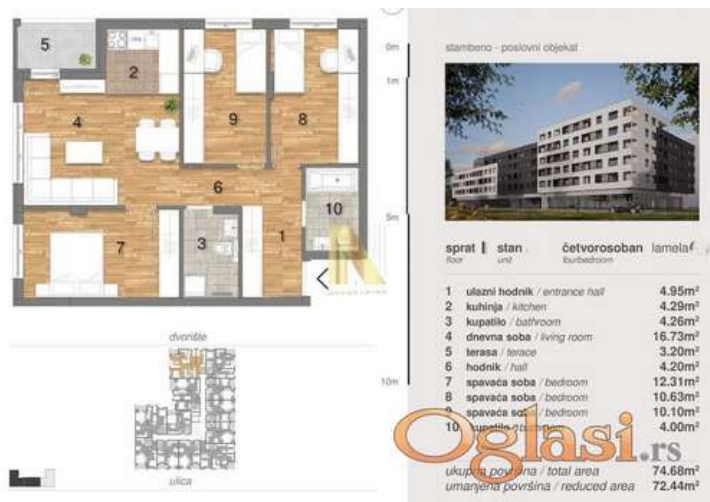 5
2
4
9
8
6
10
7
3
1
dvorište
ulica
0m
1m
5m
10m
stambeno - poslovni objekat
sprat stan četvorosoban lamela
floor unit fourbedroom
1 ulazni hodnik / entrance hall 4.95m²
2 kuhinja / kitchen 4.29m²
3 kupatilo / bathroom 4.26m²
4 dnevna soba / living room 16.73m²
5 terasa / terace 3.20m²
6 hodnik / hall 4.20m²
7 spavaća soba / bedroom 12.31m²
8 spavaća soba / bedroom 10.63m²
9 spavaća soba / bedroom 10.10m²
10 kupatilo / bathroom 4.00m²
Oglasi.rs
ukupna površina / total area 74.68m²
umanjena površina / reduced area 72.44m²